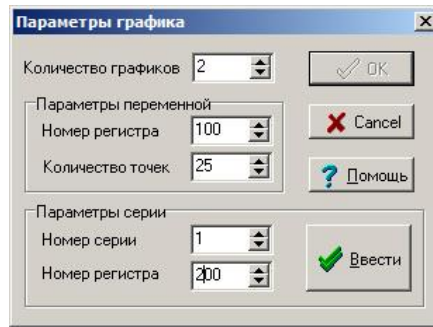 Параметры графика
Количество графиков 2 OK
Параметры переменной
Номер регистра 100 Cancel
Количество точек 25 Помощь
Параметры серии
Номер серии 1
Номер регистра 200 Ввести